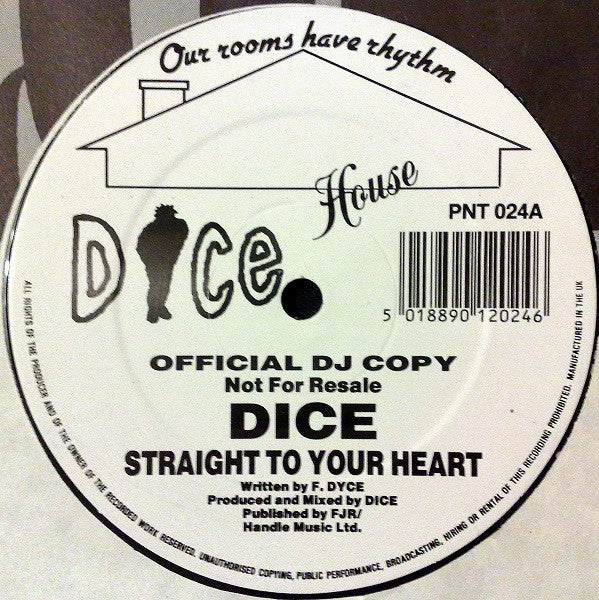 Our rooms have rhythm
House
PNT 024A
DICE
5 018890 120246
OFFICIAL DJ COPY
Not For Resale
DICE
STRAIGHT TO YOUR HEART
Written by F. DYCE
Produced and Mixed by DICE
Published by FJR/
Handle Music Ltd.
ALL RIGHTS OF THE PRODUCER AND OF THE OWNER OF THE RECORDED WORK RESERVED. UNAUTHORISED COPYING, PUBLIC PERFORMANCE, BROADCASTING, HIRING OR RENTAL OF THIS RECORDING PROHIBITED. MANUFACTURED IN THE UK